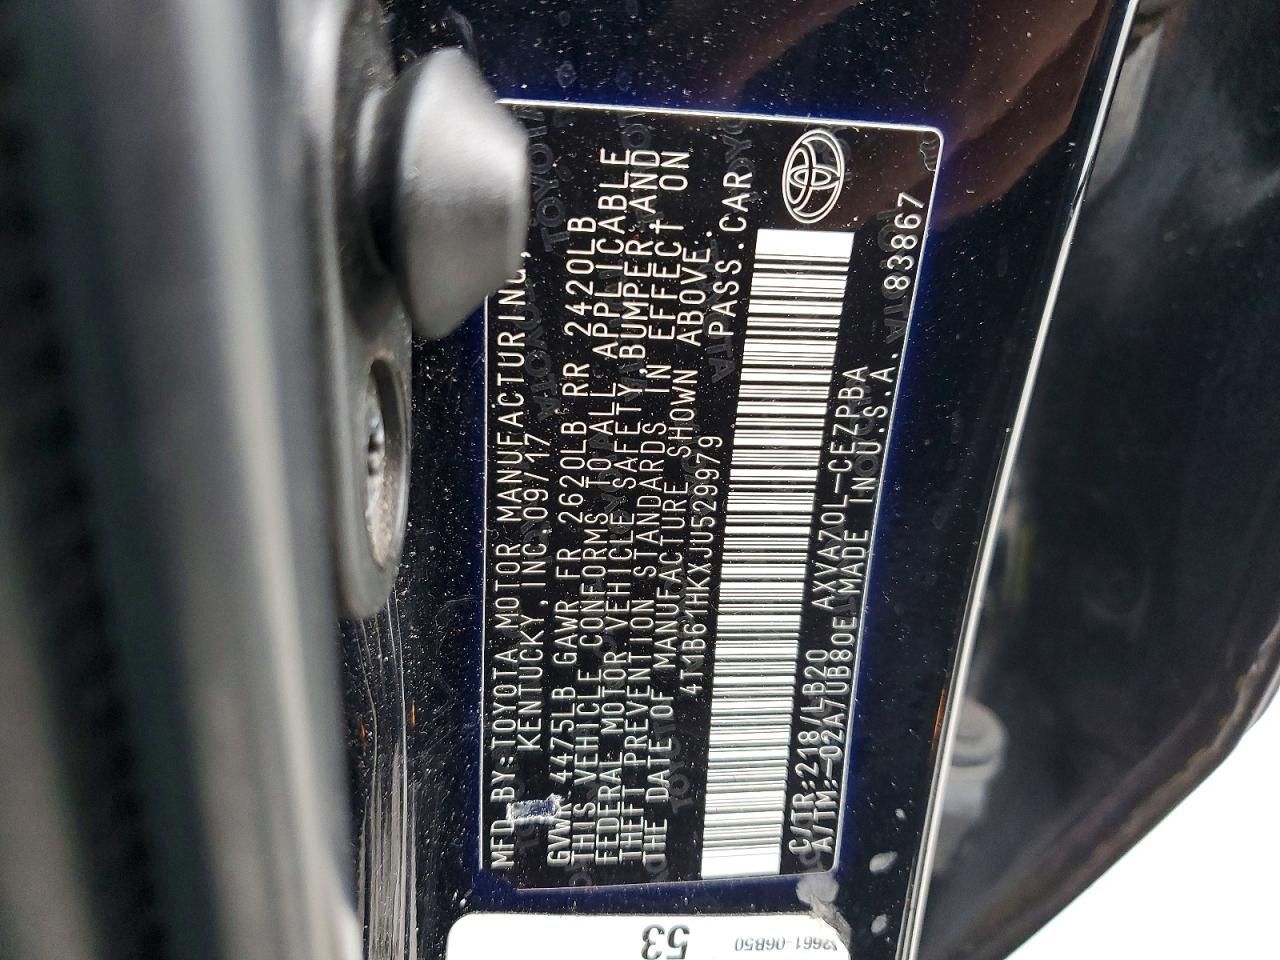 MFD BY: TOYOTA MOTOR MANUFACTURING,
KENTUCKY, INC. 09/17
GVWR 4475LB GAWR FR 2620LB RR 2420LB
THIS VEHICLE CONFORMS TO ALL APPLICABLE
FEDERAL MOTOR VEHICLE SAFETY, BUMPER, AND
THEFT PREVENTION STANDARDS IN EFFECT ON
THE DATE OF MANUFACTURE SHOWN ABOVE.
4T1B61HKXJU529979 PASS. CAR
C/TR: 218/LB20 AXVA70L-CEZPBA
A/TM: -02A/UB80E MADE IN U.S.A. 83867
53